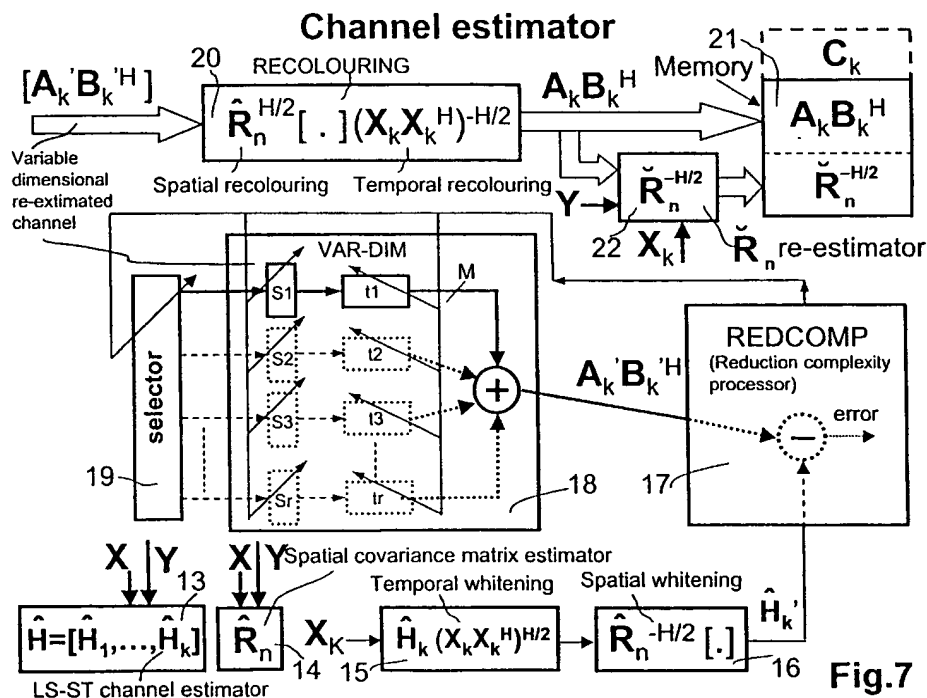 Channel estimator
20
RECOLOURING
[A_k'B_k'^H]
R̂_n^{H/2}[ . ](X_kX_k^H)^{-H/2}
Spatial recolouring
Temporal recolouring
A_kB_k^H
Memory
21
C_k
A_kB_k^H
R̆_n^{-H/2}
Variable
dimensional
re-extimated
channel
Y
R̆_n^{-H/2}
22
X_k
R̆_n re-estimator
VAR-DIM
M
selector
19
S1
t1
S2
t2
S3
t3
Sr
tr
+
18
A_k'B_k'^H
REDCOMP
(Reduction complexity
processor)
error
−
17
X
Y
13
Ĥ=[Ĥ_1,...,Ĥ_k]
LS-ST channel estimator
X
Y
Spatial covariance matrix estimator
R̂_n
14
X_K
Temporal whitening
Ĥ_k (X_kX_k^H)^{H/2}
15
Spatial whitening
R̂_n^{-H/2} [.]
16
Ĥ_k'
Fig.7